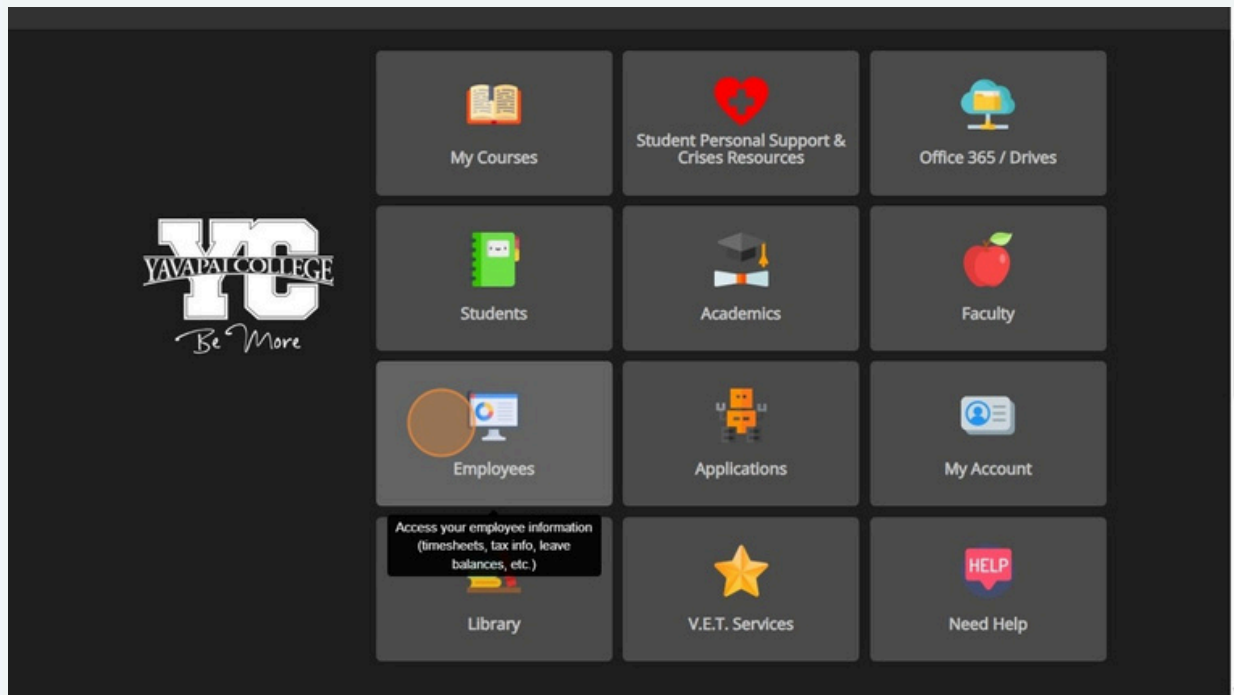 My Courses
Student Personal Support &
Crises Resources
Office 365 / Drives
YC
YAVAPAI COLLEGE
Be More
Students
Academics
Faculty
Employees
Applications
My Account
Access your employee information
(timesheets, tax info, leave
balances, etc.)
HELP
Library
V.E.T. Services
Need Help